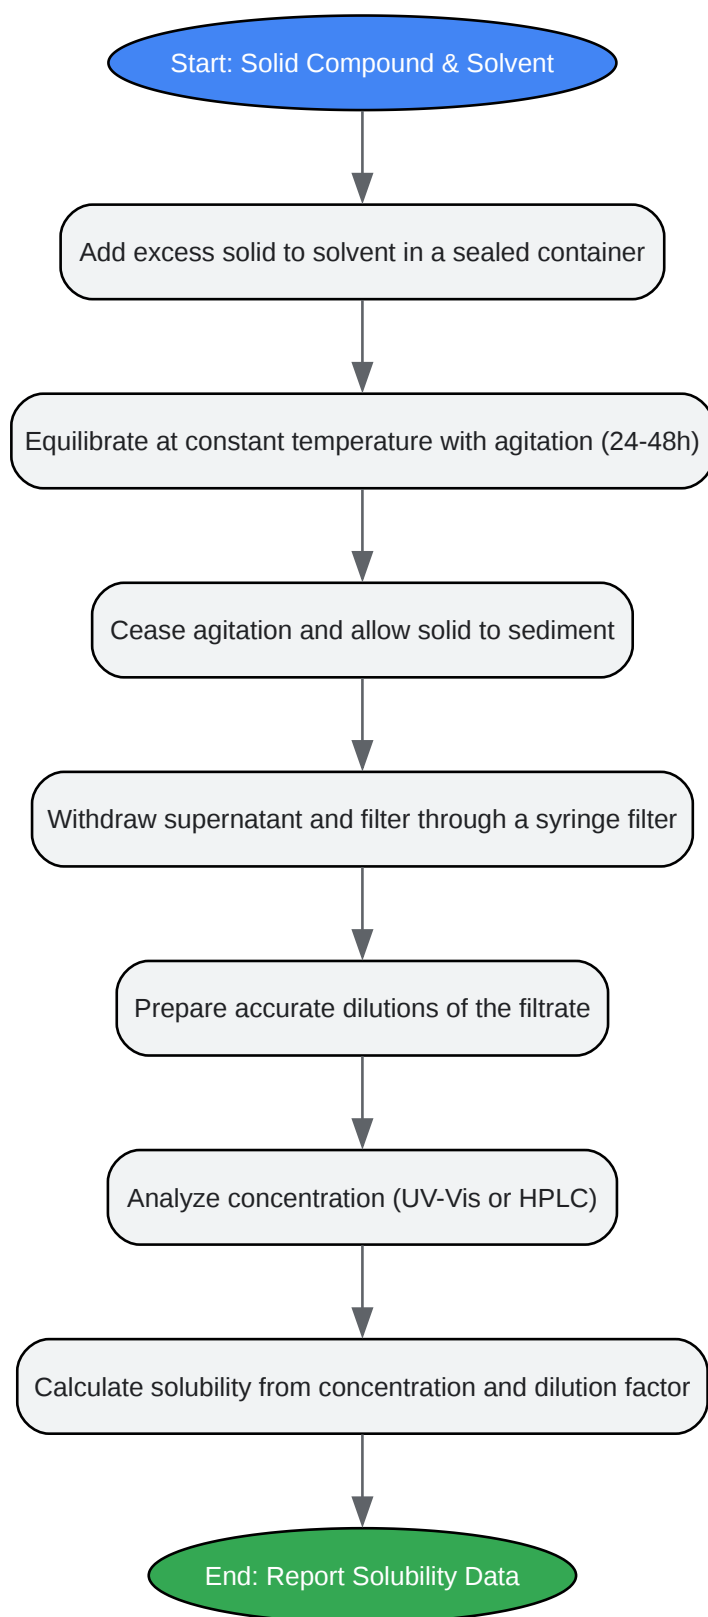 Start: Solid Compound & Solvent
Add excess solid to solvent in a sealed container
Equilibrate at constant temperature with agitation (24-48h)
Cease agitation and allow solid to sediment
Withdraw supernatant and filter through a syringe filter
Prepare accurate dilutions of the filtrate
Analyze concentration (UV-Vis or HPLC)
Calculate solubility from concentration and dilution factor
End: Report Solubility Data